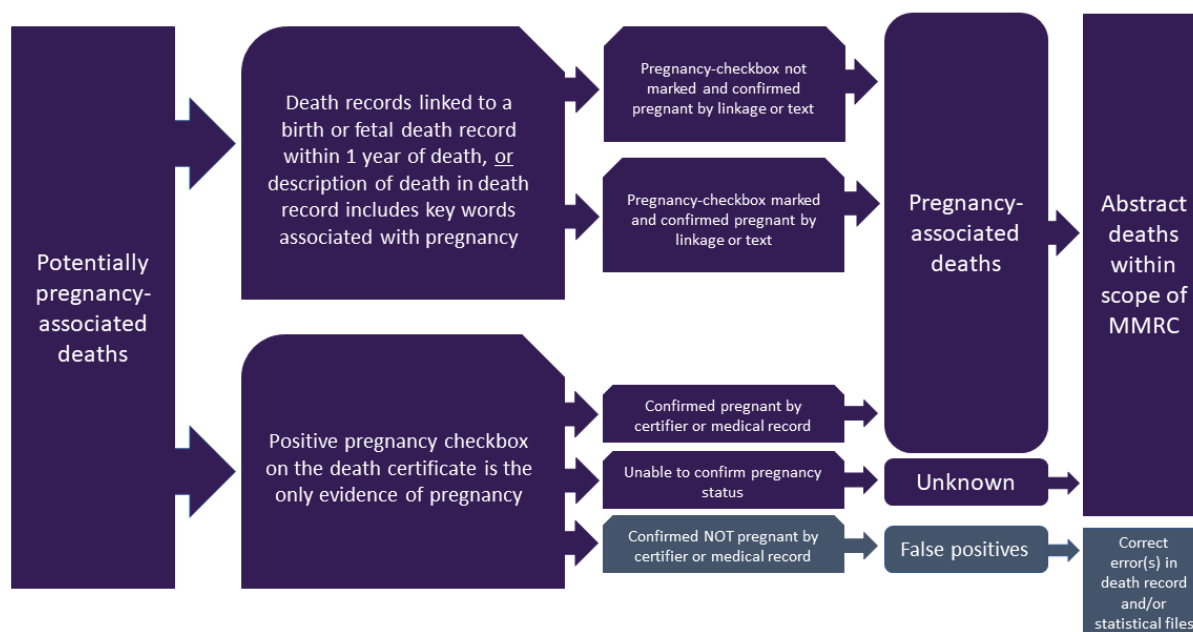 Potentially
pregnancy-
associated
deaths
Death records linked to a
birth or fetal death record
within 1 year of death, or
description of death in death
record includes key words
associated with pregnancy
Pregnancy-checkbox not
marked and confirmed
pregnant by linkage or text
Pregnancy-checkbox marked
and confirmed pregnant by
linkage or text
Positive pregnancy checkbox
on the death certificate is the
only evidence of pregnancy
Confirmed pregnant by
certifier or medical record
Unable to confirm pregnancy
status
Confirmed NOT pregnant by
certifier or medical record
Pregnancy-
associated
deaths
Unknown
False positives
Abstract
deaths
within
scope of
MMRC
Correct
error(s) in
death record
and/or
statistical files